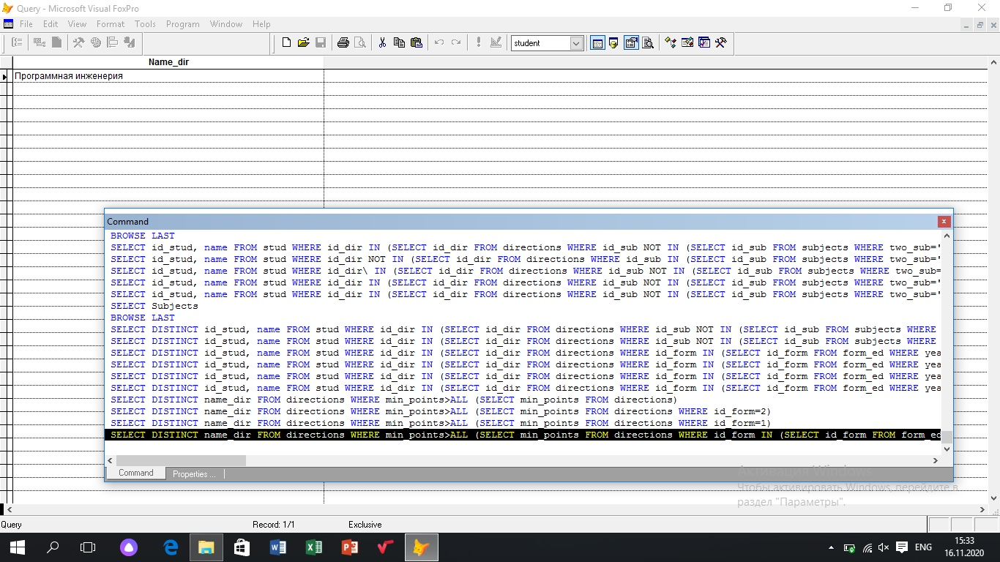 Query - Microsoft Visual FoxPro
File Edit View Format Tools Program Window Help
student
Name_dir
Программная инженерия
Command
BROWSE LAST
SELECT id_stud, name FROM stud WHERE id_dir IN (SELECT id_dir FROM directions WHERE id_sub NOT IN (SELECT id_sub FROM subjects WHERE two_sub='
SELECT id_stud, name FROM stud WHERE id_dir NOT IN (SELECT id_dir FROM directions WHERE id_sub IN (SELECT id_sub FROM subjects WHERE two_sub='
SELECT id_stud, name FROM stud WHERE id_dir\ IN (SELECT id_dir FROM directions WHERE id_sub NOT IN (SELECT id_sub FROM subjects WHERE two_sub=
SELECT id_stud, name FROM stud WHERE id_dir IN (SELECT id_dir FROM directions WHERE id_sub NOT IN (SELECT id_sub FROM subjects WHERE two_sub='
SELECT id_stud, name FROM stud WHERE id_dir IN (SELECT id_dir FROM directions WHERE id_sub NOT IN (SELECT id_sub FROM subjects WHERE two_sub='
SELECT Subjects
BROWSE LAST
SELECT DISTINCT id_stud, name FROM stud WHERE id_dir IN (SELECT id_dir FROM directions WHERE id_sub NOT IN (SELECT id_sub FROM subjects WHERE
SELECT DISTINCT id_stud, name FROM stud WHERE id_dir IN (SELECT id_dir FROM directions WHERE id_sub NOT IN (SELECT id_sub FROM subjects WHERE
SELECT DISTINCT id_stud, name FROM stud WHERE id_dir IN (SELECT id_dir FROM directions WHERE id_form IN (SELECT id_form FROM form_ed WHERE yea
SELECT DISTINCT id_stud, name FROM stud WHERE id_dir IN (SELECT id_dir FROM directions WHERE id_form IN (SELECT id_form FROM form_ed WHERE yea
SELECT DISTINCT id_stud, name FROM stud WHERE id_dir IN (SELECT id_dir FROM directions WHERE id_form IN (SELECT id_form FROM form_ed WHERE yea
SELECT DISTINCT id_stud, name FROM stud WHERE id_dir IN (SELECT id_dir FROM directions WHERE id_form IN (SELECT id_form FROM form_ed WHERE yea
SELECT DISTINCT name_dir FROM directions WHERE min_points>ALL (SELECT min_points FROM directions)
SELECT DISTINCT name_dir FROM directions WHERE min_points>ALL (SELECT min_points FROM directions WHERE id_form=2)
SELECT DISTINCT name_dir FROM directions WHERE min_points>ALL (SELECT min_points FROM directions WHERE id_form=1)
SELECT DISTINCT name_dir FROM directions WHERE min_points>ALL (SELECT min_points FROM directions WHERE id_form IN (SELECT id_form FROM form_ed
Command Properties ...
Активация Windows
Чтобы активировать Windows, перейдите в
раздел "Параметры".
Query Record: 1/1 Exclusive
ENG
15:33
16.11.2020